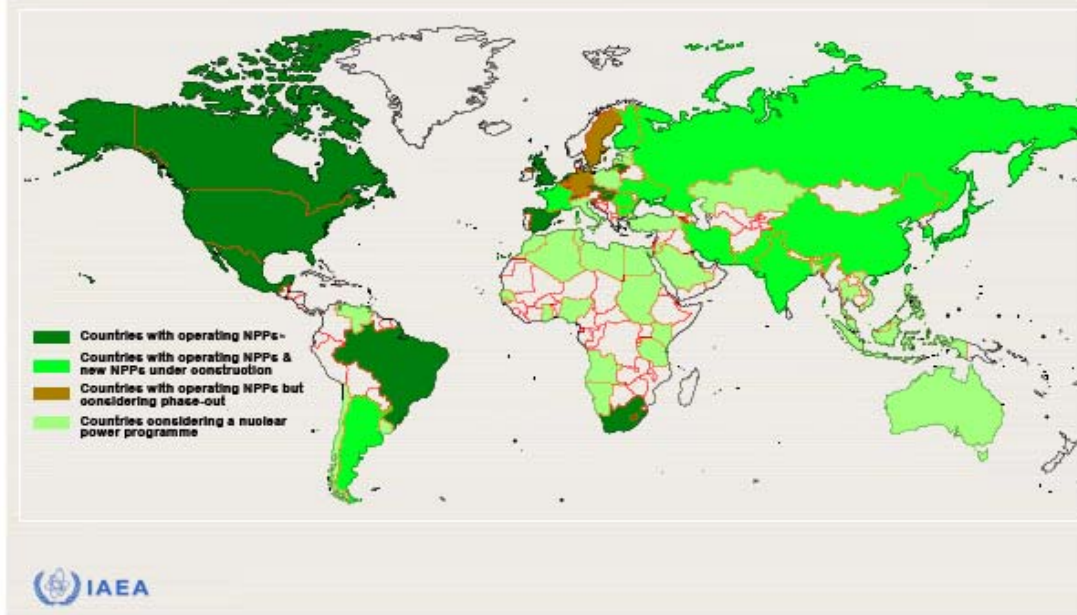 Countries with operating NPPs
Countries with operating NPPs &
new NPPs under construction
Countries with operating NPPs but
considering phase-out
Countries considering a nuclear
power programme
IAEA